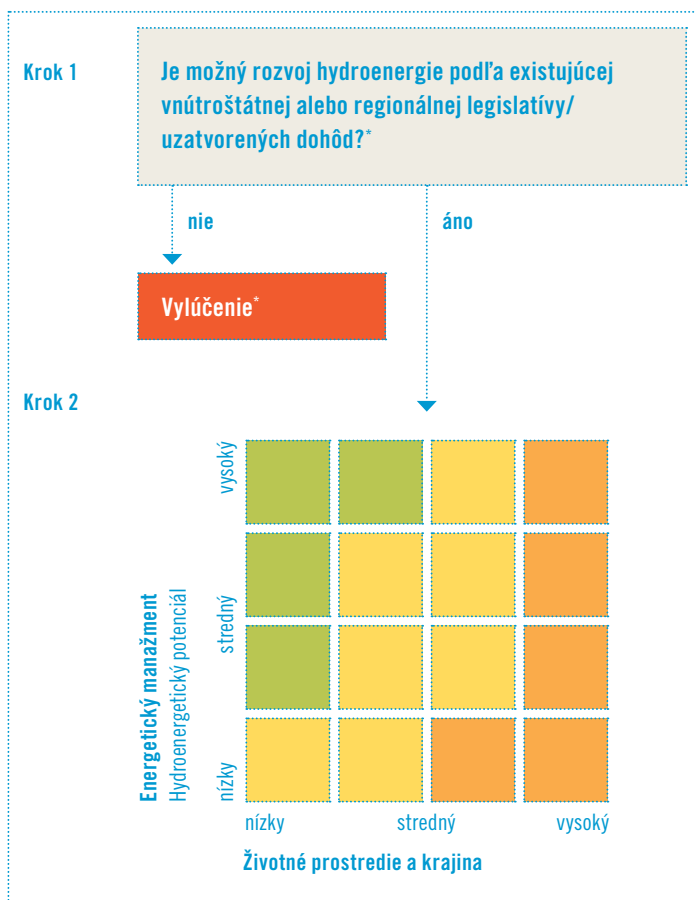 Krok 1
Je možný rozvoj hydroenergie podľa existujúcej
vnútroštátnej alebo regionálnej legislatívy/
uzatvorených dohôd?*
nie
áno
Vylúčenie*
Krok 2
Energetický manažment
Hydroenergetický potenciál
vysoký
stredný
nízky
nízky
stredný
vysoký
Životné prostredie a krajina